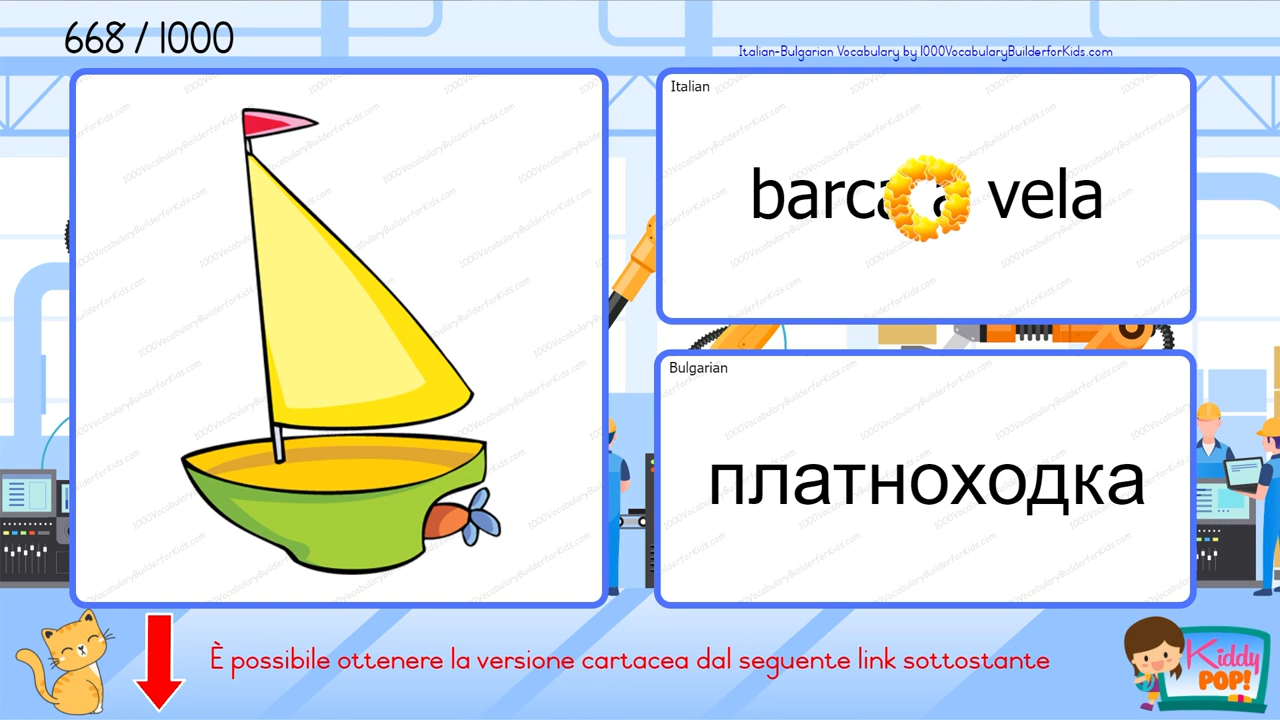 668 / 1000
Italian-Bulgarian Vocabulary by 1000VocabularyBuilderforKids.com
Italian
barca a vela
Bulgarian
платноходка
È possibile ottenere la versione cartacea dal seguente link sottostante
Kiddy
POP!